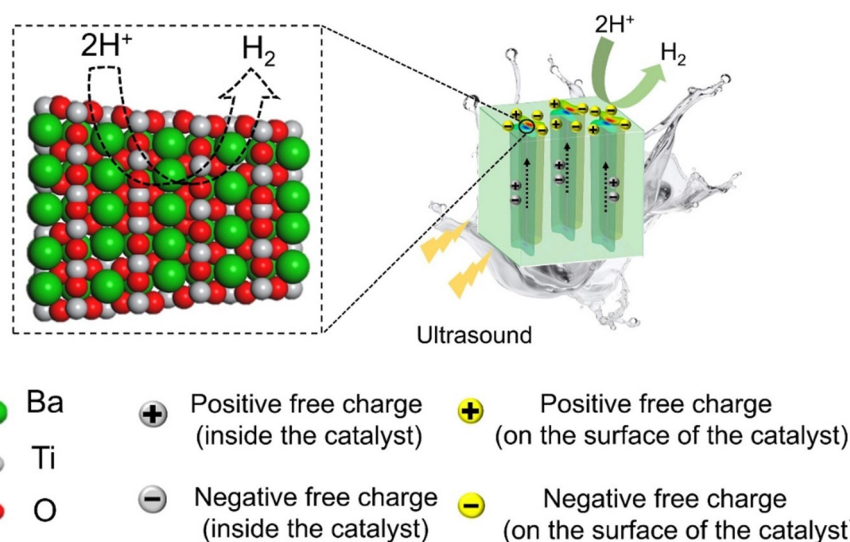 2H⁺
H₂
2H⁺
H₂
Ultrasound
Ba
Ti
O
Positive free charge
(inside the catalyst)
Negative free charge
(inside the catalyst)
Positive free charge
(on the surface of the catalyst)
Negative free charge
(on the surface of the catalyst)